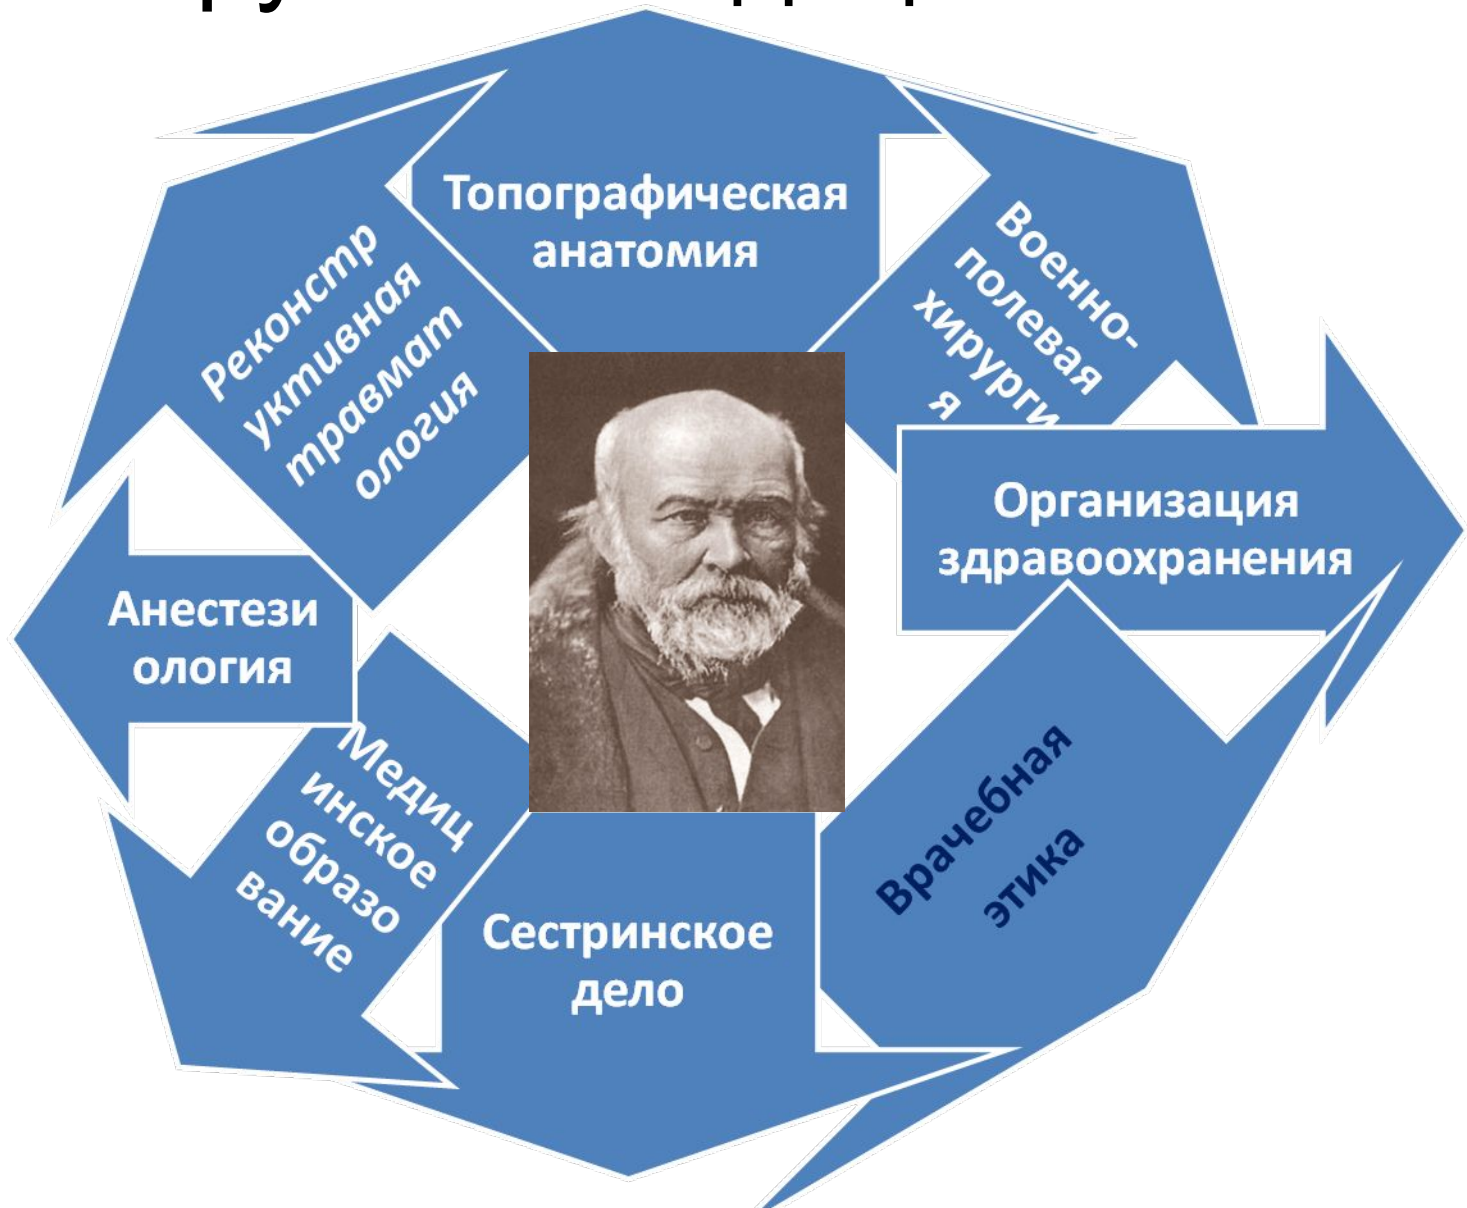 Топографическая
анатомия
Военно-
полевая
хирурги
я
Организация
здравоохранения
Врачебная
этика
Сестринское
дело
Медиц
инское
образо
вание
Анестези
ология
Реконстр
уктивная
травмат
ология